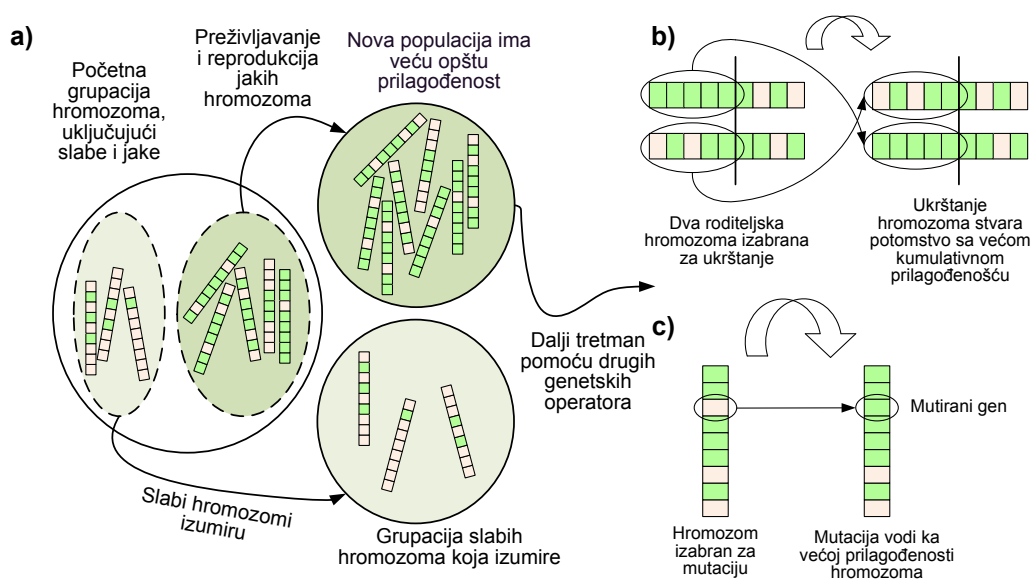 a)
Početna
grupacija
hromozoma,
uključujući
slabe i jake
Preživljavanje
i reprodukcija
jakih
hromozoma
Nova populacija ima
veću opštu
prilagođenost
Slabi hromozomi
izumiru
Grupacija slabih
hromozoma koja izumire
Dalji tretman
pomoću drugih
genetskih
operatora
b)
Dva roditeljska
hromozoma izabrana
za ukrštanje
Ukrštanje
hromozoma stvara
potomstvo sa većom
kumulativnom
prilagođenošću
c)
Mutirani gen
Hromozom
izabran za
mutaciju
Mutacija vodi ka
većoj prilagođenosti
hromozoma